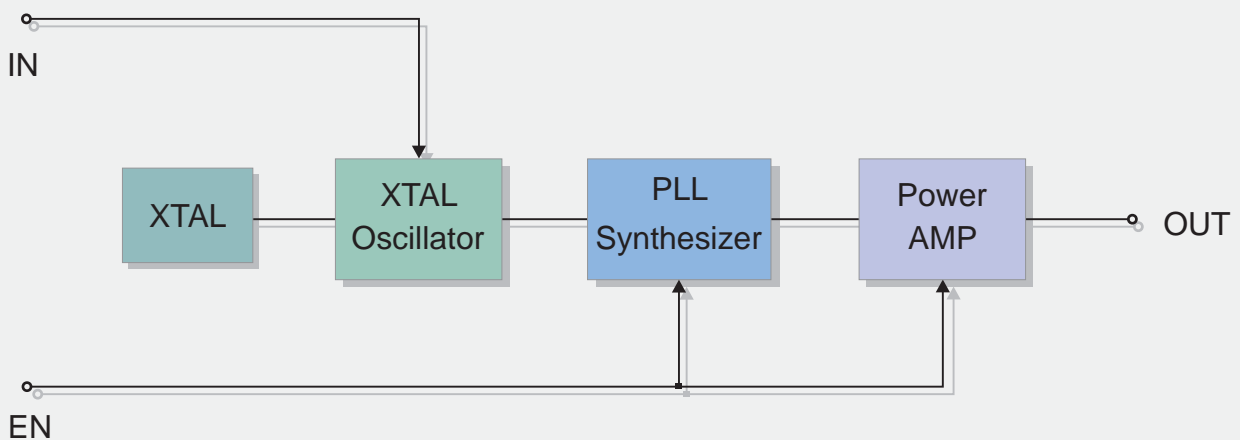 IN
XTAL
XTAL
Oscillator
PLL
Synthesizer
Power
AMP
OUT
EN